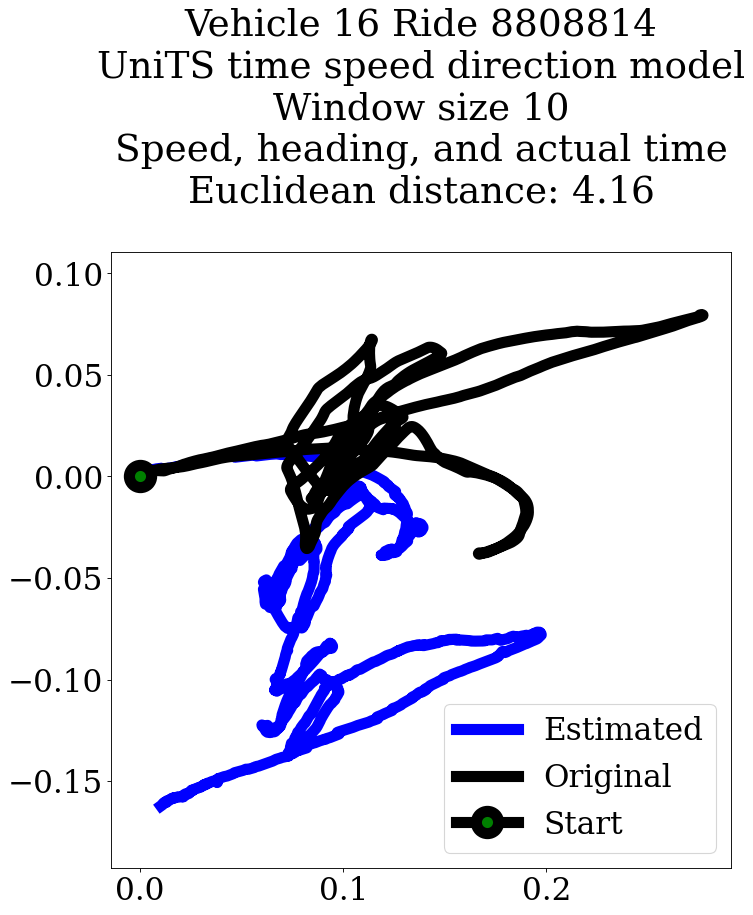 Vehicle 16 Ride 8808814
UniTS time speed direction model
Window size 10
Speed, heading, and actual time
Euclidean distance: 4.16
0.10
0.05
0.00
−0.05
−0.10
−0.15
Estimated
Original
Start
0.0 0.1 0.2